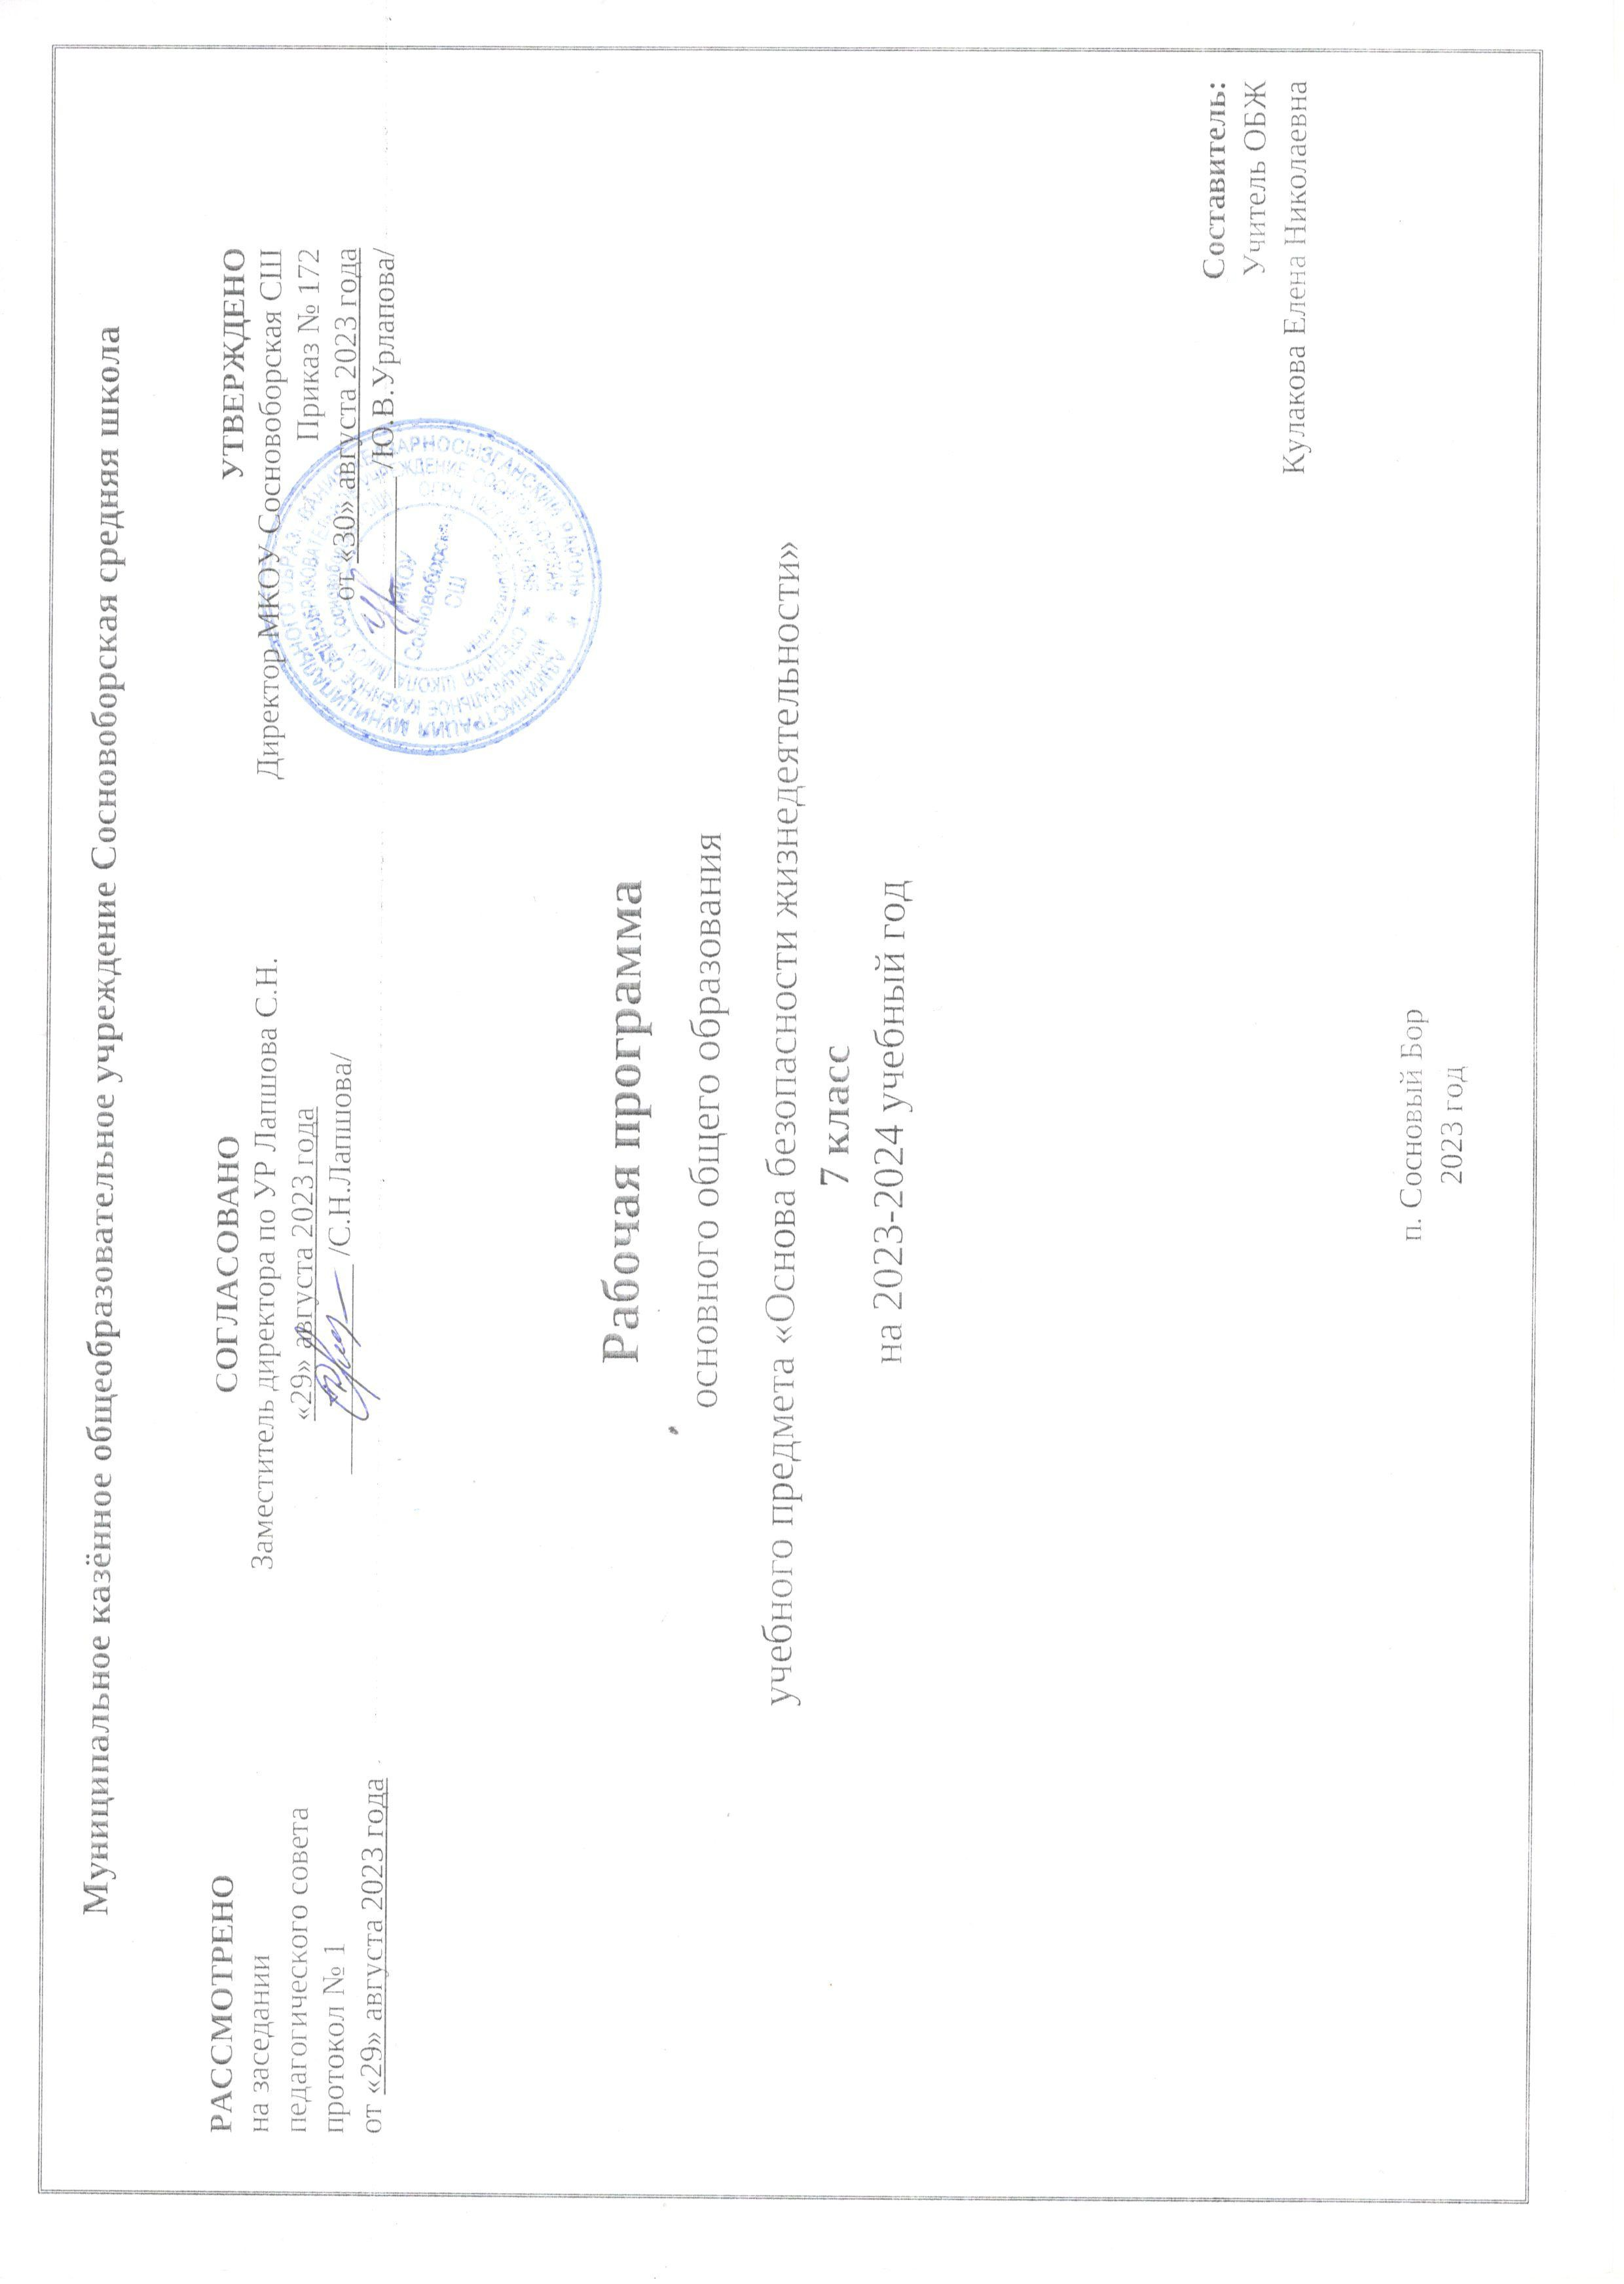 Муниципальное казённое общеобразовательное учреждение Сосновоборская средняя школа
РАССМОТРЕНО
на заседании
педагогического совета
протокол № 1
от «29» августа 2023 года
СОГЛАСОВАНО
Заместитель директора по УР Лапшова С.Н.
«29» августа 2023 года
/С.Н.Лапшова/
УТВЕРЖДЕНО
Директор МКОУ Сосновоборская СШ
Приказ № 172
от «30» августа 2023 года
/Ю.В.Урлапова/
МКОУ
Сосновоборская
СШ
Рабочая программа
основного общего образования
учебного предмета «Основа безопасности жизнедеятельности»
7 класс
на 2023-2024 учебный год
Составитель:
Учитель ОБЖ
Кулакова Елена Николаевна
п. Сосновый Бор
2023 год